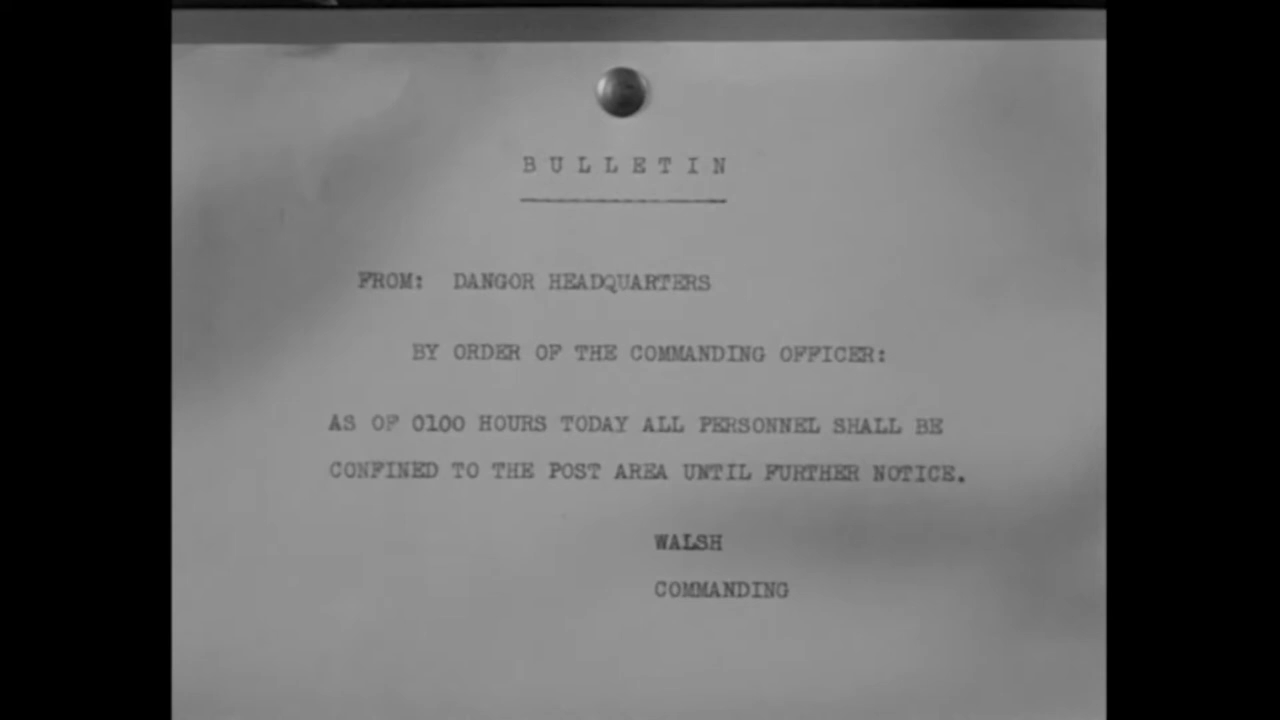 BULLETIN
FROM: DANGOR HEADQUARTERS
BY ORDER OF THE COMMANDING OFFICER:
AS OF 0100 HOURS TODAY ALL PERSONNEL SHALL BE
CONFINED TO THE POST AREA UNTIL FURTHER NOTICE.
WALSH
COMMANDING